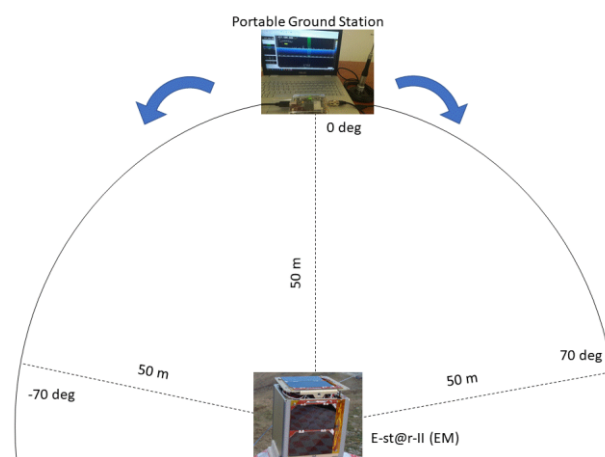 Portable Ground Station
0 deg
50 m
50 m
50 m
-70 deg
70 deg
E-st@r-II (EM)